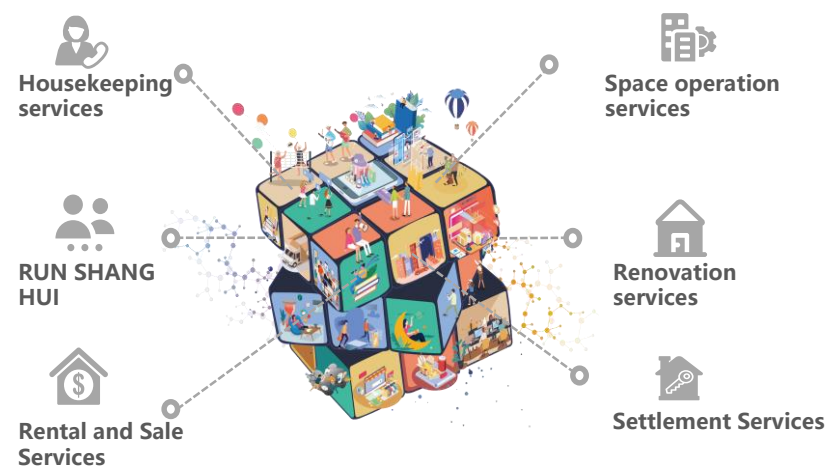 Housekeeping
services
Space operation
services
RUN SHANG
HUI
Renovation
services
Rental and Sale
Services
Settlement Services
$